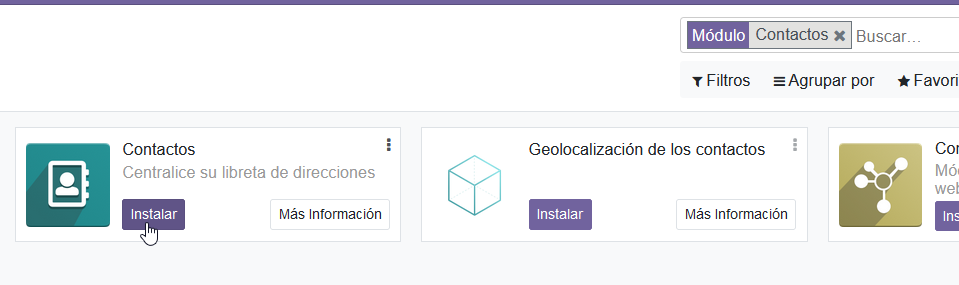 Módulo Contactos ✖ Buscar...
Filtros Agrupar por Favori
Contactos
Centralice su libreta de direcciones
Instalar Más Información
Geolocalización de los contactos
Instalar Más Información
Con
Mód
web
Ins